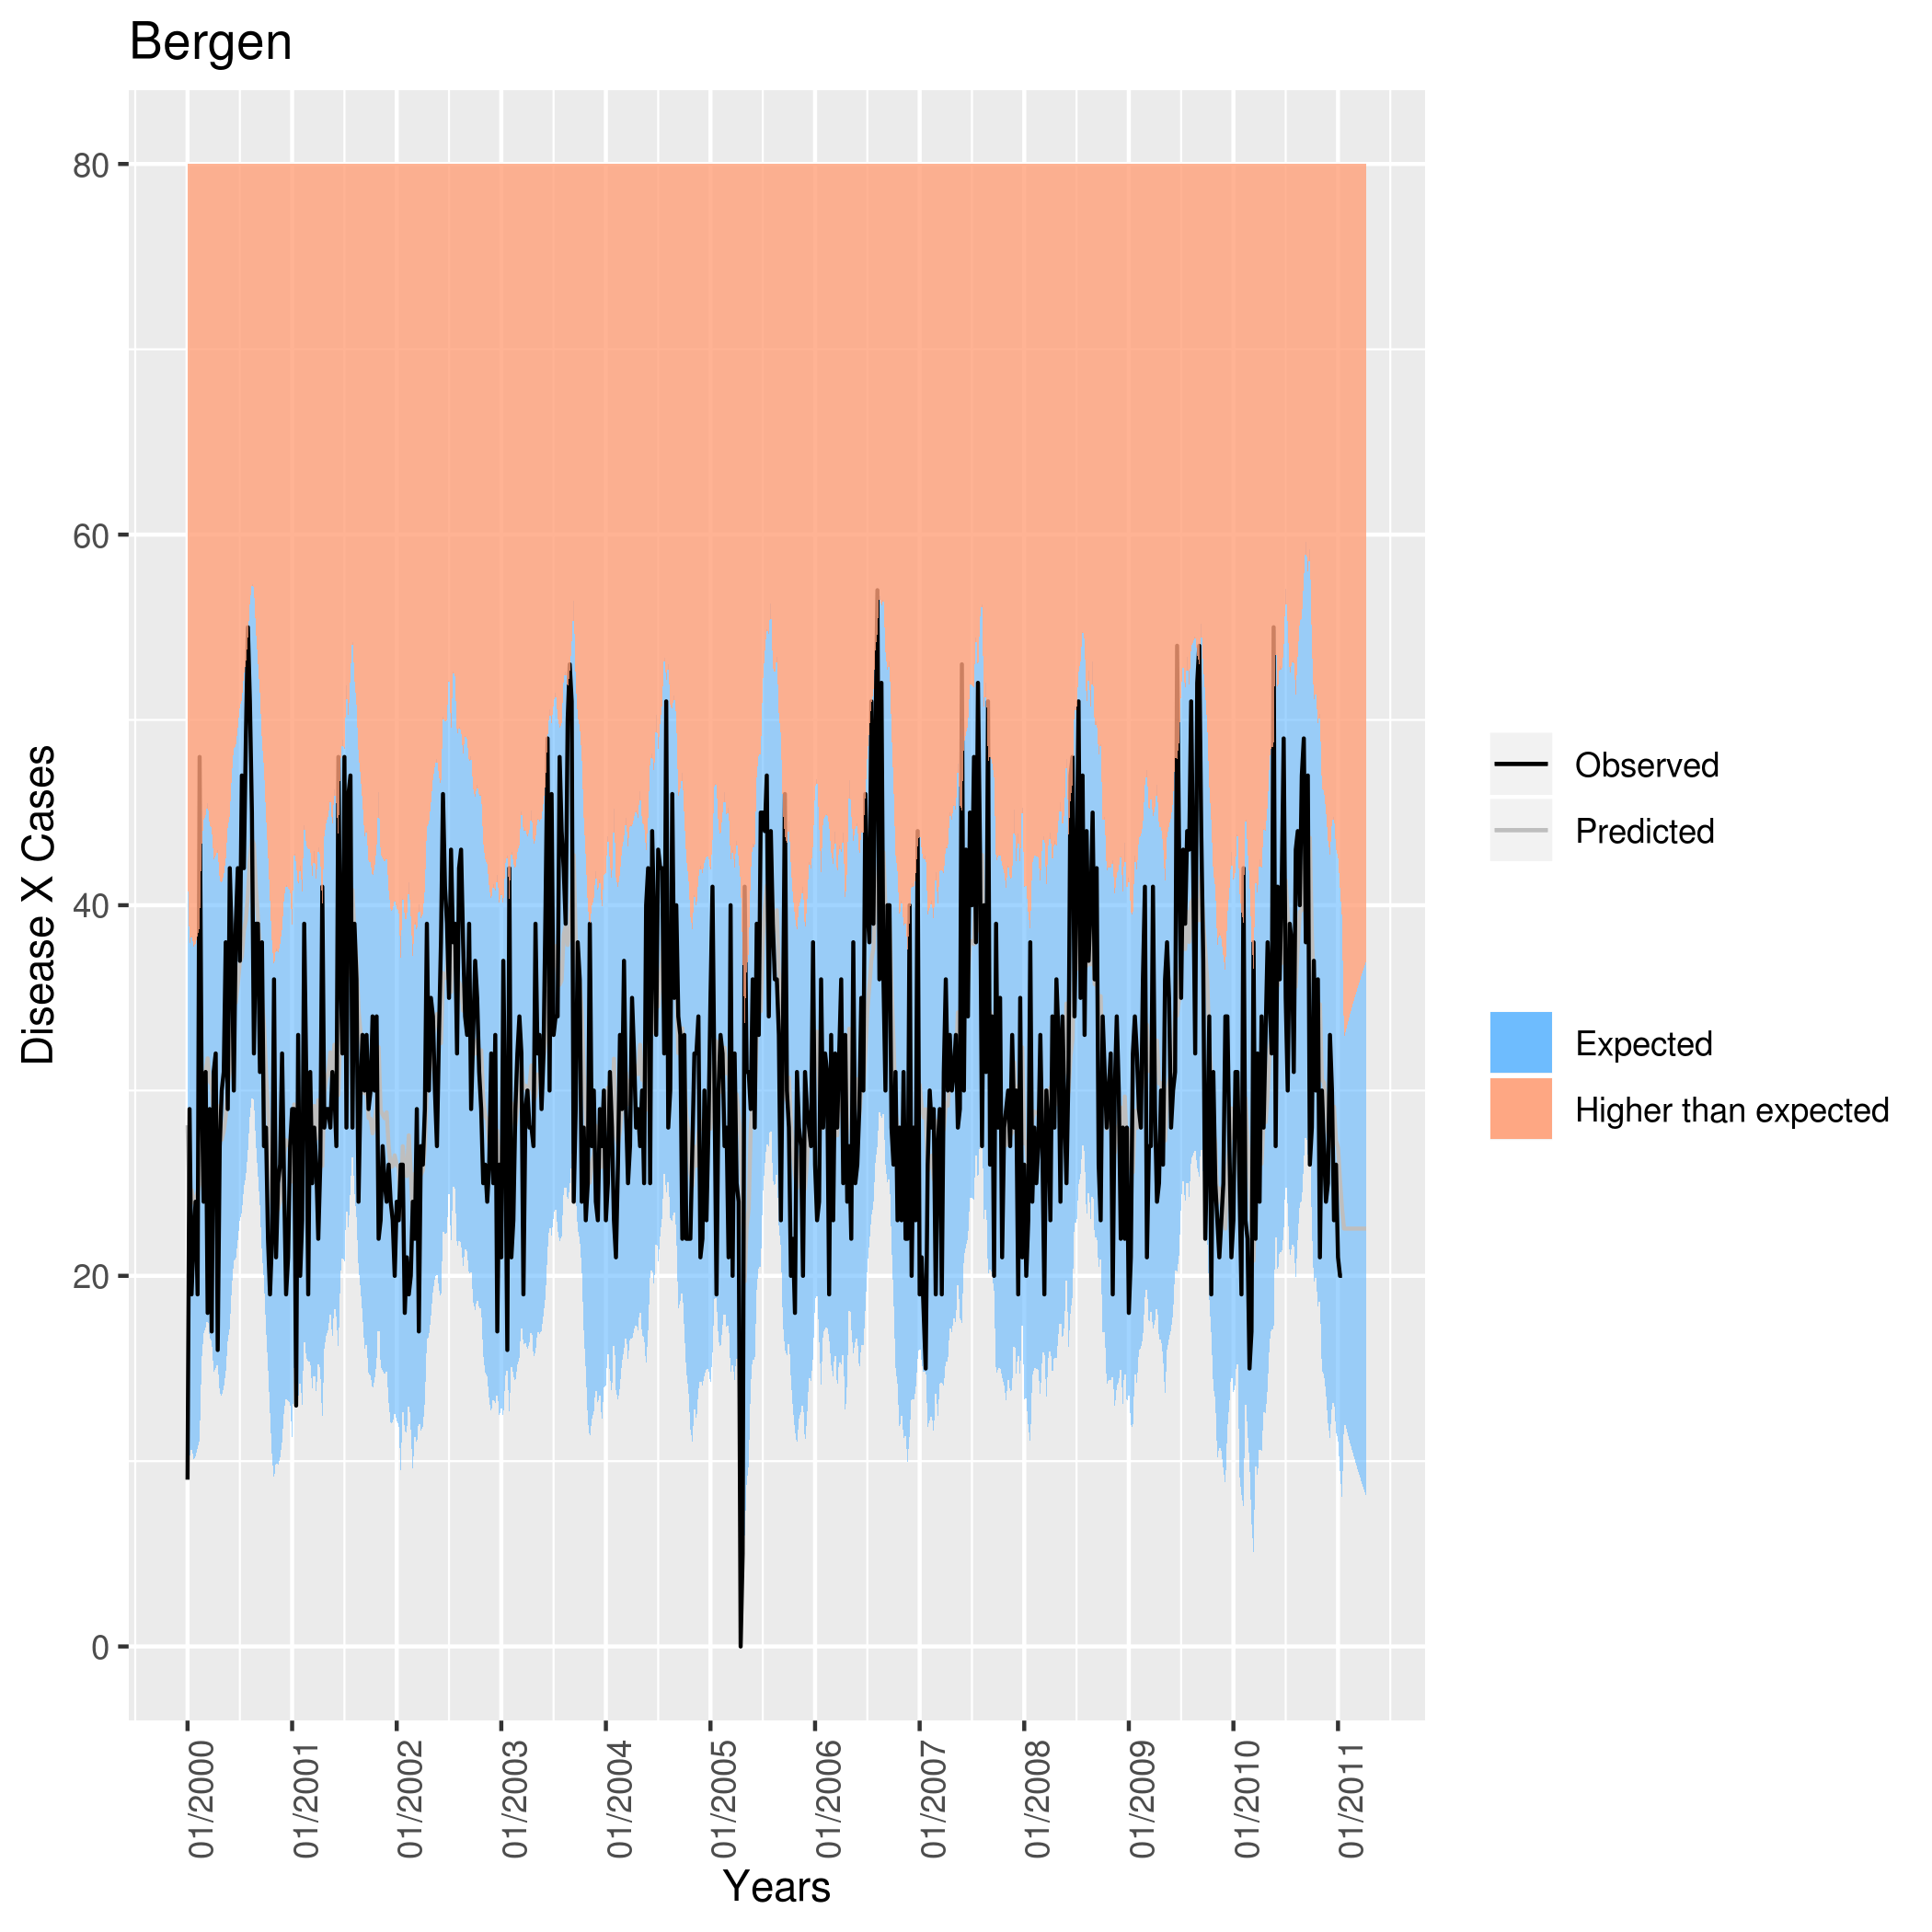 Bergen
Disease X Cases
80
60
40
20
0
01/2000
01/2001
01/2002
01/2003
01/2004
01/2005
01/2006
01/2007
01/2008
01/2009
01/2010
01/2011
Years
Observed
Predicted
Expected
Higher than expected